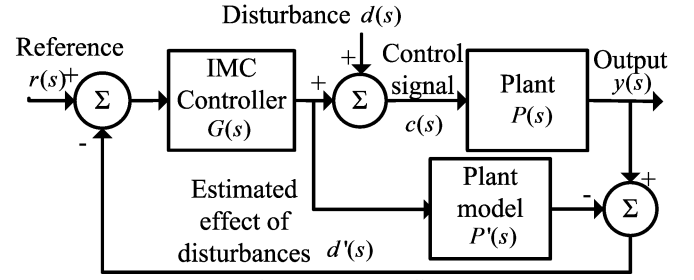 Disturbance d(s)
Reference
r(s)
+
-
Σ
IMC
Controller
G(s)
+
+
Σ
Control
signal
c(s)
Plant
P(s)
Output
y(s)
Plant
model
P'(s)
-
+
Σ
Estimated
effect of
disturbances d'(s)